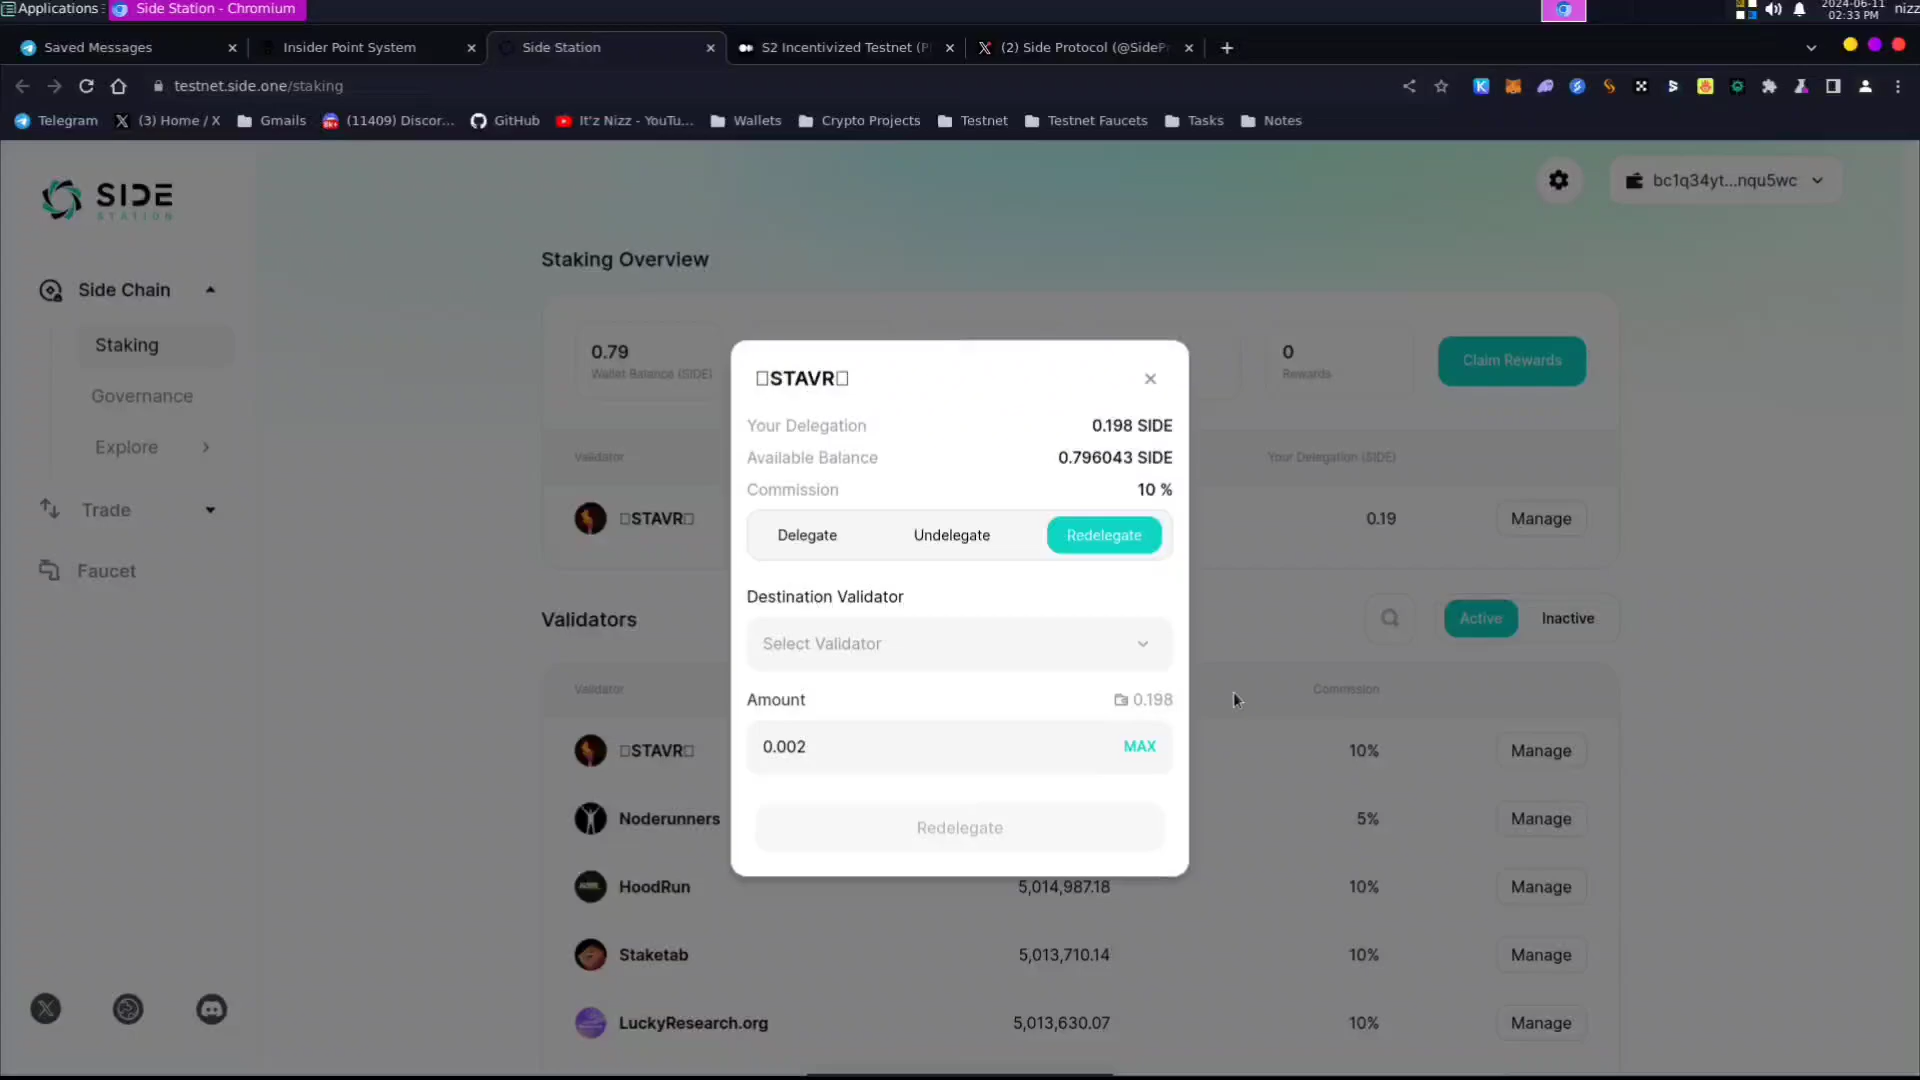 Applications
Side Station - Chromium
2024-06-11
02:33 PM
nizz
Saved Messages
Insider Point System
Side Station
S2 Incentivized Testnet (P
(2) Side Protocol (@SidePr
testnet.side.one/staking
Telegram
(3) Home / X
Gmails
(11409) Discor...
GitHub
It'z Nizz - YouTu...
Wallets
Crypto Projects
Testnet
Testnet Faucets
Tasks
Notes
SIDE
STATION
bc1q34yt...nqu5wc
Side Chain
Staking
Governance
Explore
Trade
Faucet
Staking Overview
0.79
Wallet Balance (SIDE)
0
Rewards
Claim Rewards
Validator
Your Delegation (SIDE)
STAVR
0.19
Manage
STAVR
Your Delegation
0.198 SIDE
Available Balance
0.796043 SIDE
Commission
10 %
Delegate
Undelegate
Redelegate
Destination Validator
Select Validator
Amount
0.198
0.002
MAX
Redelegate
Validators
Active
Inactive
Validator
Commission
STAVR
10%
Manage
Noderunners
5%
Manage
HoodRun
5,014,987.18
10%
Manage
Staketab
5,013,710.14
10%
Manage
LuckyResearch.org
5,013,630.07
10%
Manage